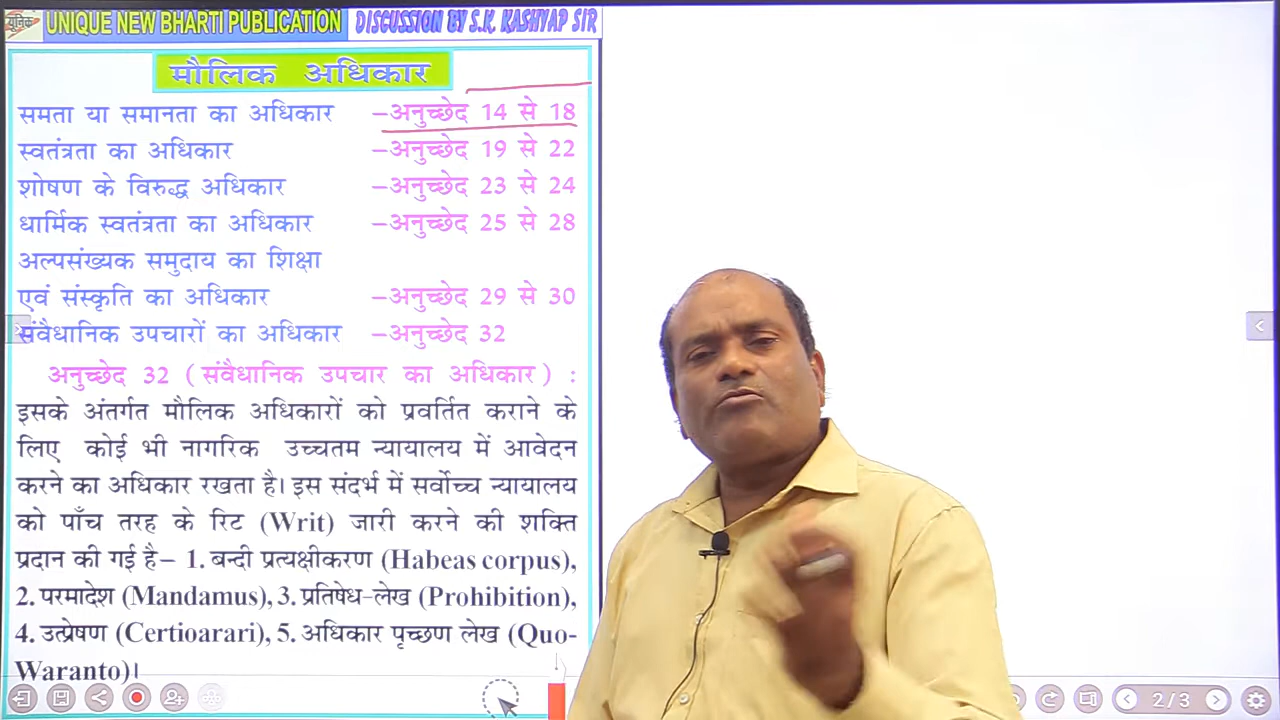 यूनिक UNIQUE NEW BHARTI PUBLICATION DISCUSSION BY S.K. KASHYAP SIR
मौलिक अधिकार
समता या समानता का अधिकार –अनुच्छेद 14 से 18
स्वतंत्रता का अधिकार –अनुच्छेद 19 से 22
शोषण के विरुद्ध अधिकार –अनुच्छेद 23 से 24
धार्मिक स्वतंत्रता का अधिकार –अनुच्छेद 25 से 28
अल्पसंख्यक समुदाय का शिक्षा
एवं संस्कृति का अधिकार –अनुच्छेद 29 से 30
संवैधानिक उपचारों का अधिकार –अनुच्छेद 32
अनुच्छेद 32 (संवैधानिक उपचार का अधिकार) :
इसके अंतर्गत मौलिक अधिकारों को प्रवर्तित कराने के
लिए कोई भी नागरिक उच्चतम न्यायालय में आवेदन
करने का अधिकार रखता है। इस संदर्भ में सर्वोच्च न्यायालय
को पाँच तरह के रिट (Writ) जारी करने की शक्ति
प्रदान की गई है– 1. बन्दी प्रत्यक्षीकरण (Habeas corpus),
2. परमादेश (Mandamus), 3. प्रतिषेध-लेख (Prohibition),
4. उत्प्रेषण (Certioarari), 5. अधिकार पृच्छण लेख (Quo-
Waranto)।
2/3